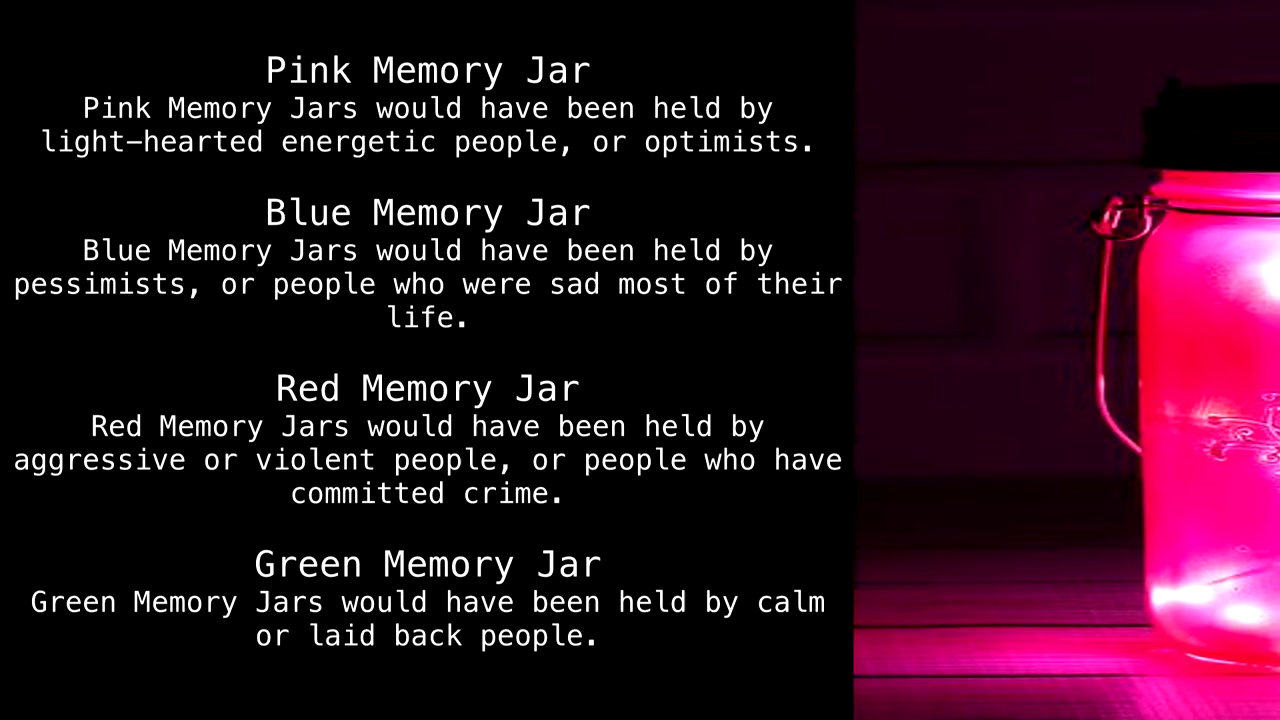 Pink Memory Jar
Pink Memory Jars would have been held by
light-hearted energetic people, or optimists.
Blue Memory Jar
Blue Memory Jars would have been held by
pessimists, or people who were sad most of their
life.
Red Memory Jar
Red Memory Jars would have been held by
aggressive or violent people, or people who have
committed crime.
Green Memory Jar
Green Memory Jars would have been held by calm
or laid back people.